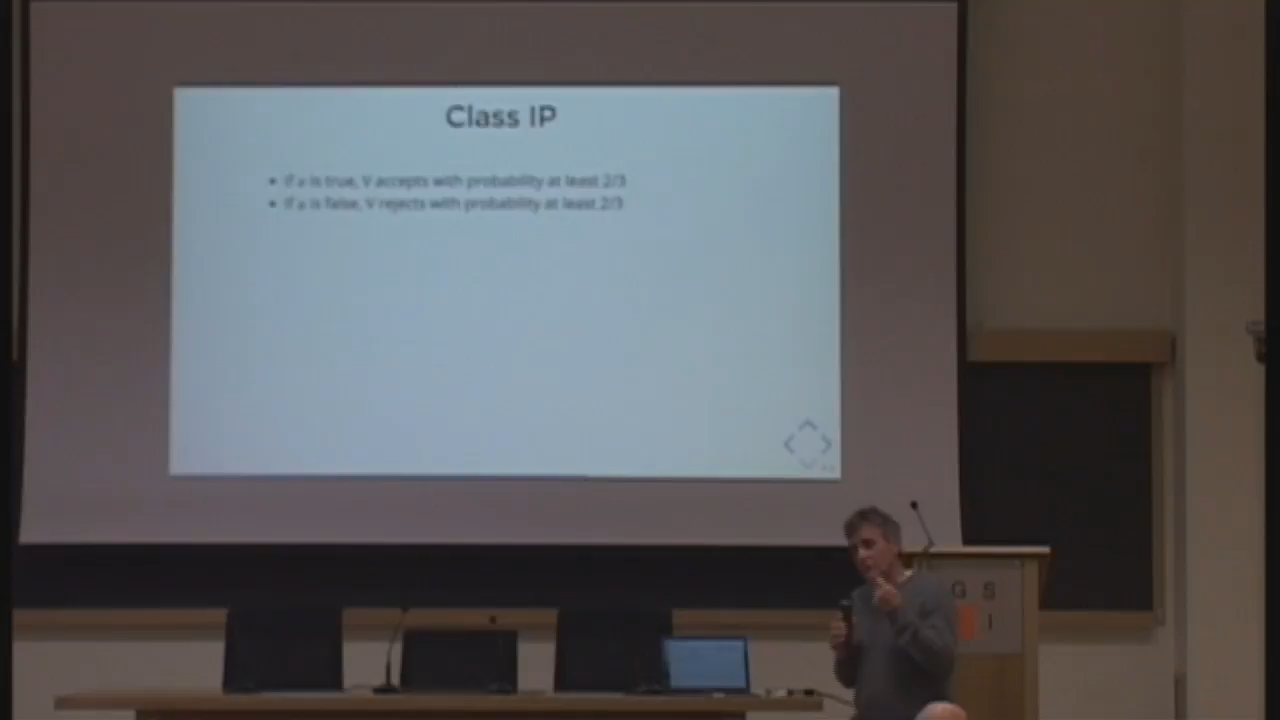 Class IP
• If is true, V accepts with probability at least 2/3
• If is false, V rejects with probability at least 2/3
G S
I